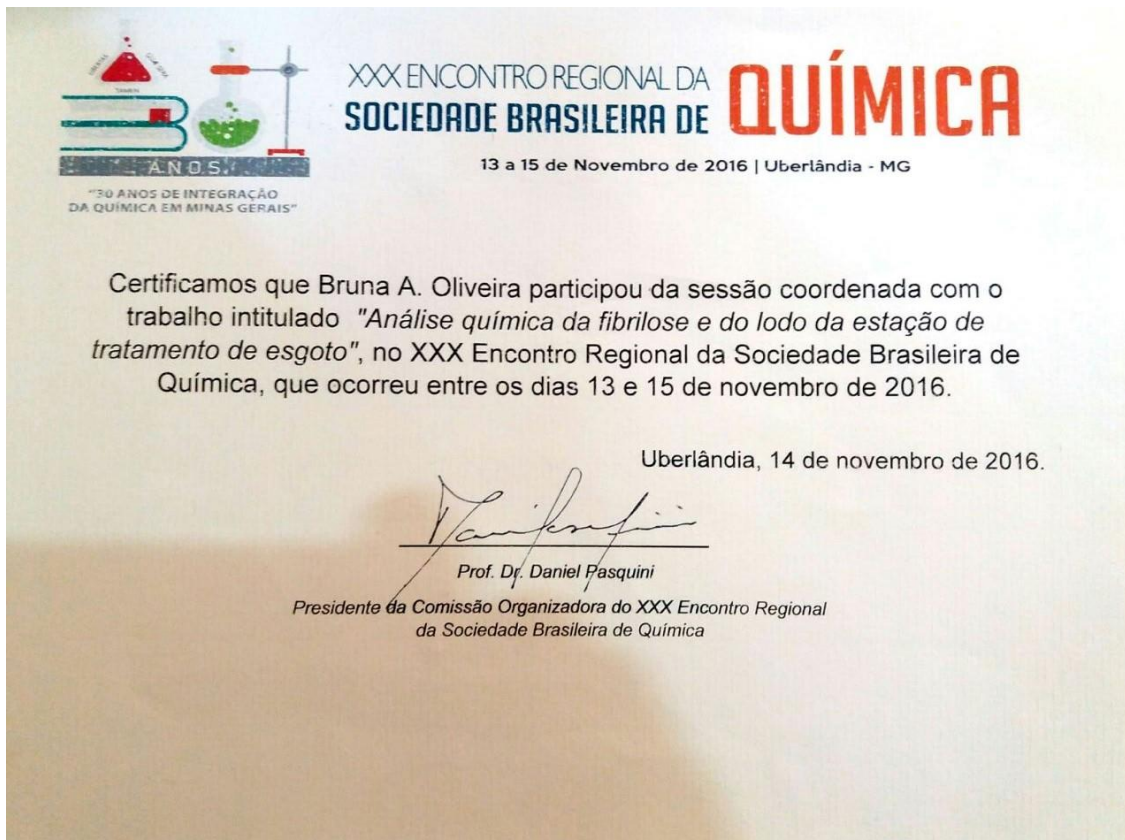 LIBERTAS
QUÆ SERA
TAMEN
ANOS
"30 ANOS DE INTEGRAÇÃO
DA QUÍMICA EM MINAS GERAIS"
XXX ENCONTRO REGIONAL DA
SOCIEDADE BRASILEIRA DE QUÍMICA
13 a 15 de Novembro de 2016 | Uberlândia - MG
Certificamos que Bruna A. Oliveira participou da sessão coordenada com o
trabalho intitulado "Análise química da fibrilose e do lodo da estação de
tratamento de esgoto", no XXX Encontro Regional da Sociedade Brasileira de
Química, que ocorreu entre os dias 13 e 15 de novembro de 2016.
Uberlândia, 14 de novembro de 2016.
Prof. Dr. Daniel Pasquini
Presidente da Comissão Organizadora do XXX Encontro Regional
da Sociedade Brasileira de Química